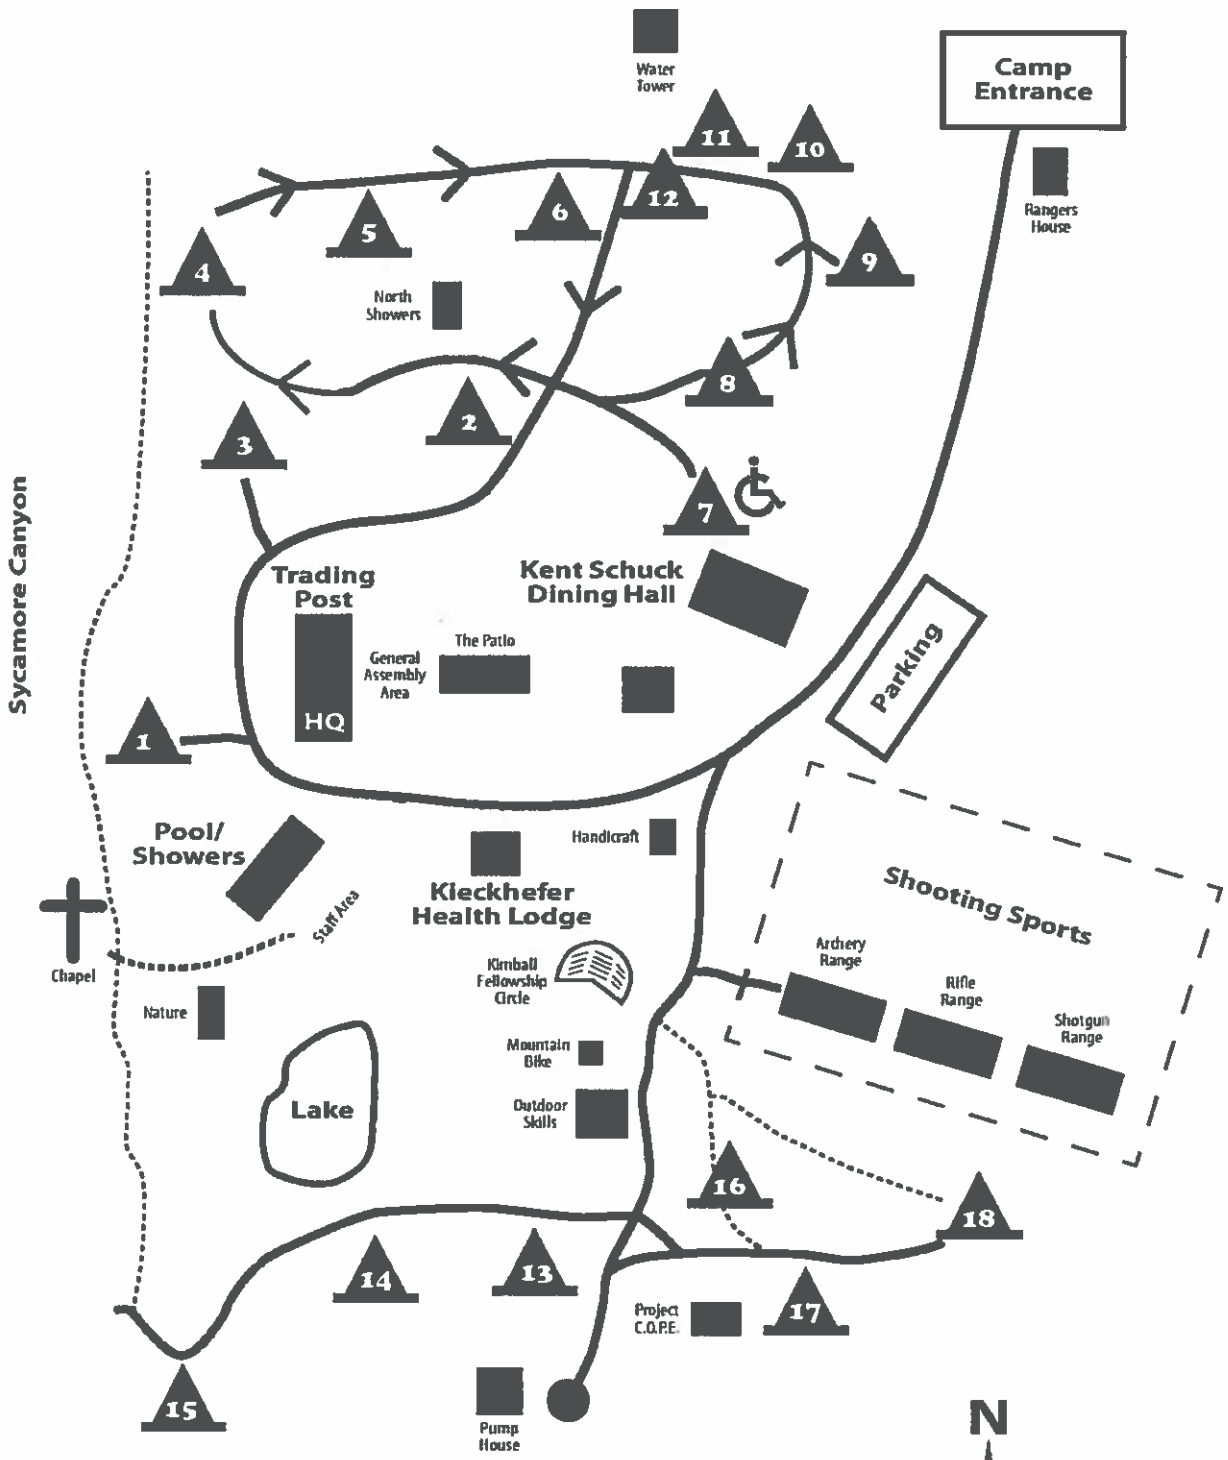 Water
Tower
Camp
Entrance
11
10
Rangers
House
12
6
5
9
4
North
Showers
8
2
3
7
Sycamore Canyon
Kent Schuck
Dining Hall
Trading
Post
The Patio
General
Assembly
Area
HQ
Parking
1
Pool/
Showers
Handicraft
Kieckhefer
Health Lodge
Staff Area
Shooting Sports
Archery
Range
Chapel
Kimball
Fellowship
Circle
Rifle
Range
Nature
Shotgun
Range
Mountain
Bike
Lake
Outdoor
Skills
16
18
14
13
17
Project
C.O.P.E.
15
Pump
House
N